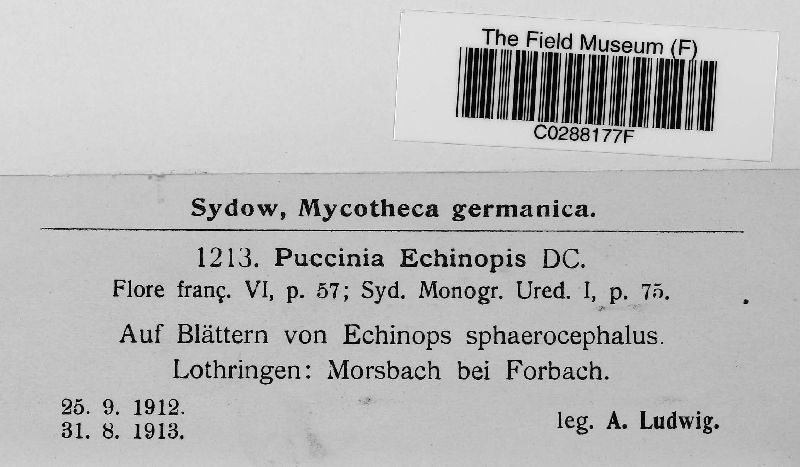 The Field Museum (F)
C0288177F
Sydow, Mycotheca germanica.
1213. Puccinia Echinopis DC.
Flore franç. VI, p. 57; Syd. Monogr. Ured. I, p. 75.
Auf Blättern von Echinops sphaerocephalus.
Lothringen: Morsbach bei Forbach.
25. 9. 1912.
31. 8. 1913.
leg. A. Ludwig.